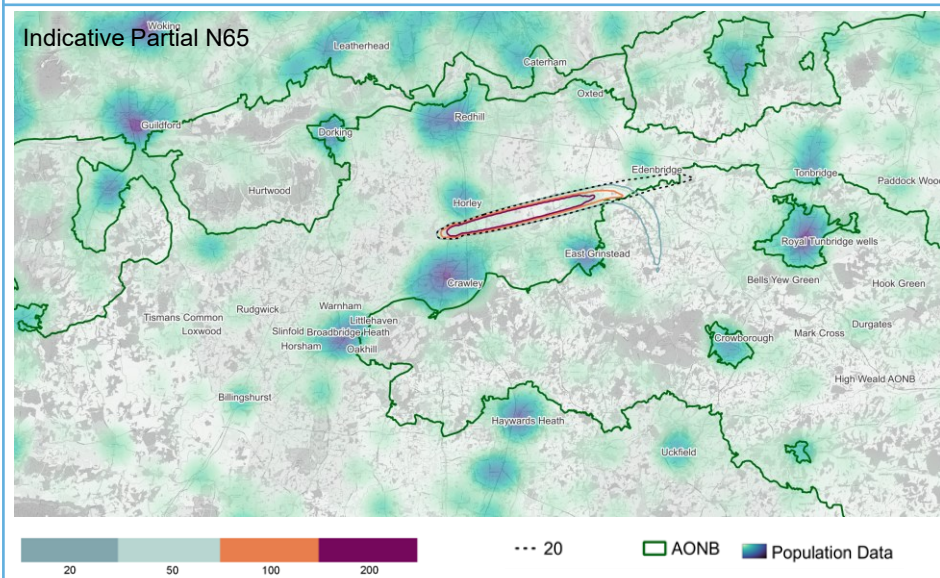 Woking
Indicative Partial N65
Leatherhead
Caterham
Oxted
Guildford
Redhill
Dorking
Edenbridge
Tonbridge
Paddock Wood
Hurtwood
Horley
Royal Tunbridge wells
East Grinstead
Bells Yew Green
Crawley
Hook Green
Warnham
Rudgwick
Tismans Common
Littlehaven
Loxwood
Slinfold Broadbridge Heath
Durgates
Mark Cross
Crowborough
Horsham
Oakhill
High Weald AONB
Billingshurst
Haywards Heath
Uckfield
20 AONB Population Data
20 50 100 200